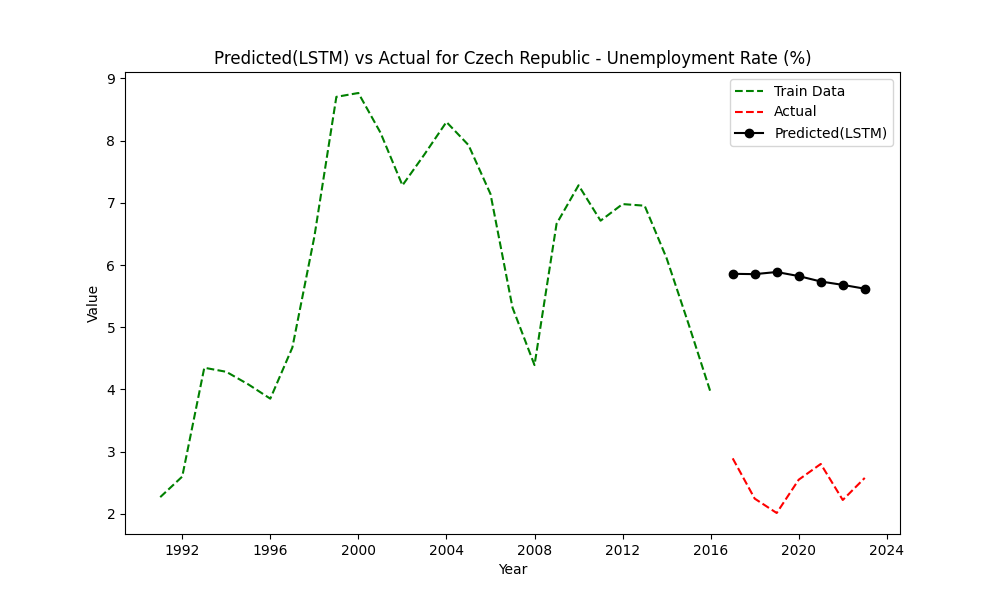 Predicted(LSTM) vs Actual for Czech Republic - Unemployment Rate (%)
Train Data
Actual
Predicted(LSTM)
Value
9
8
7
6
5
4
3
2
1992 1996 2000 2004 2008 2012 2016 2020 2024
Year